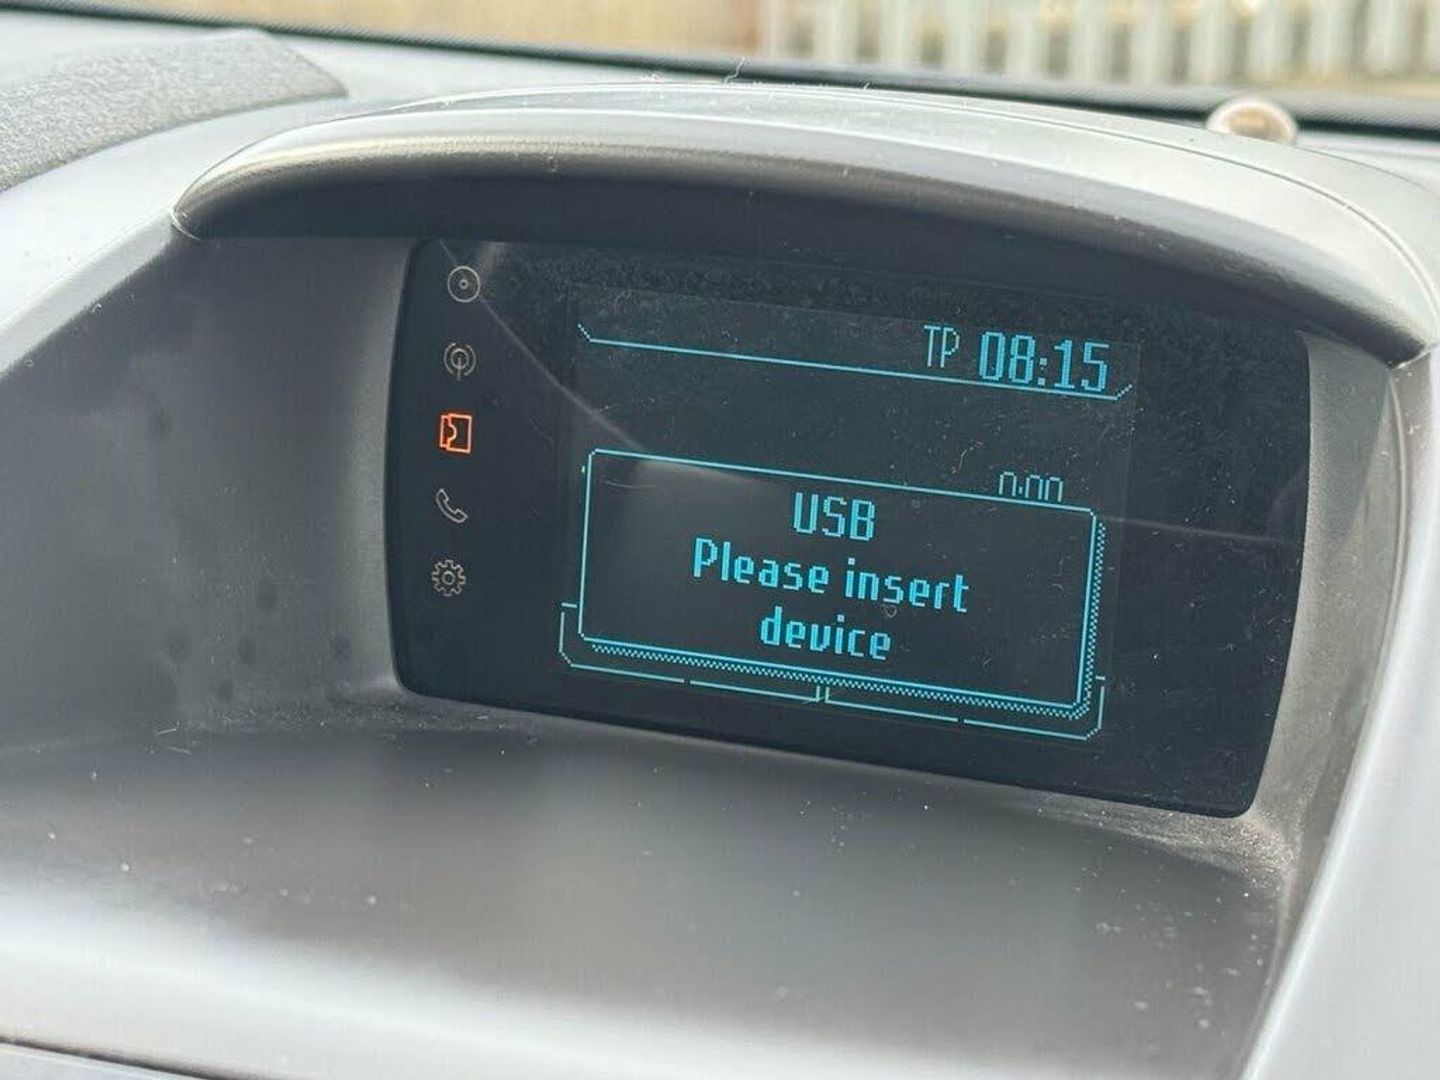 TP 08:15
0:00
USB
Please insert
device